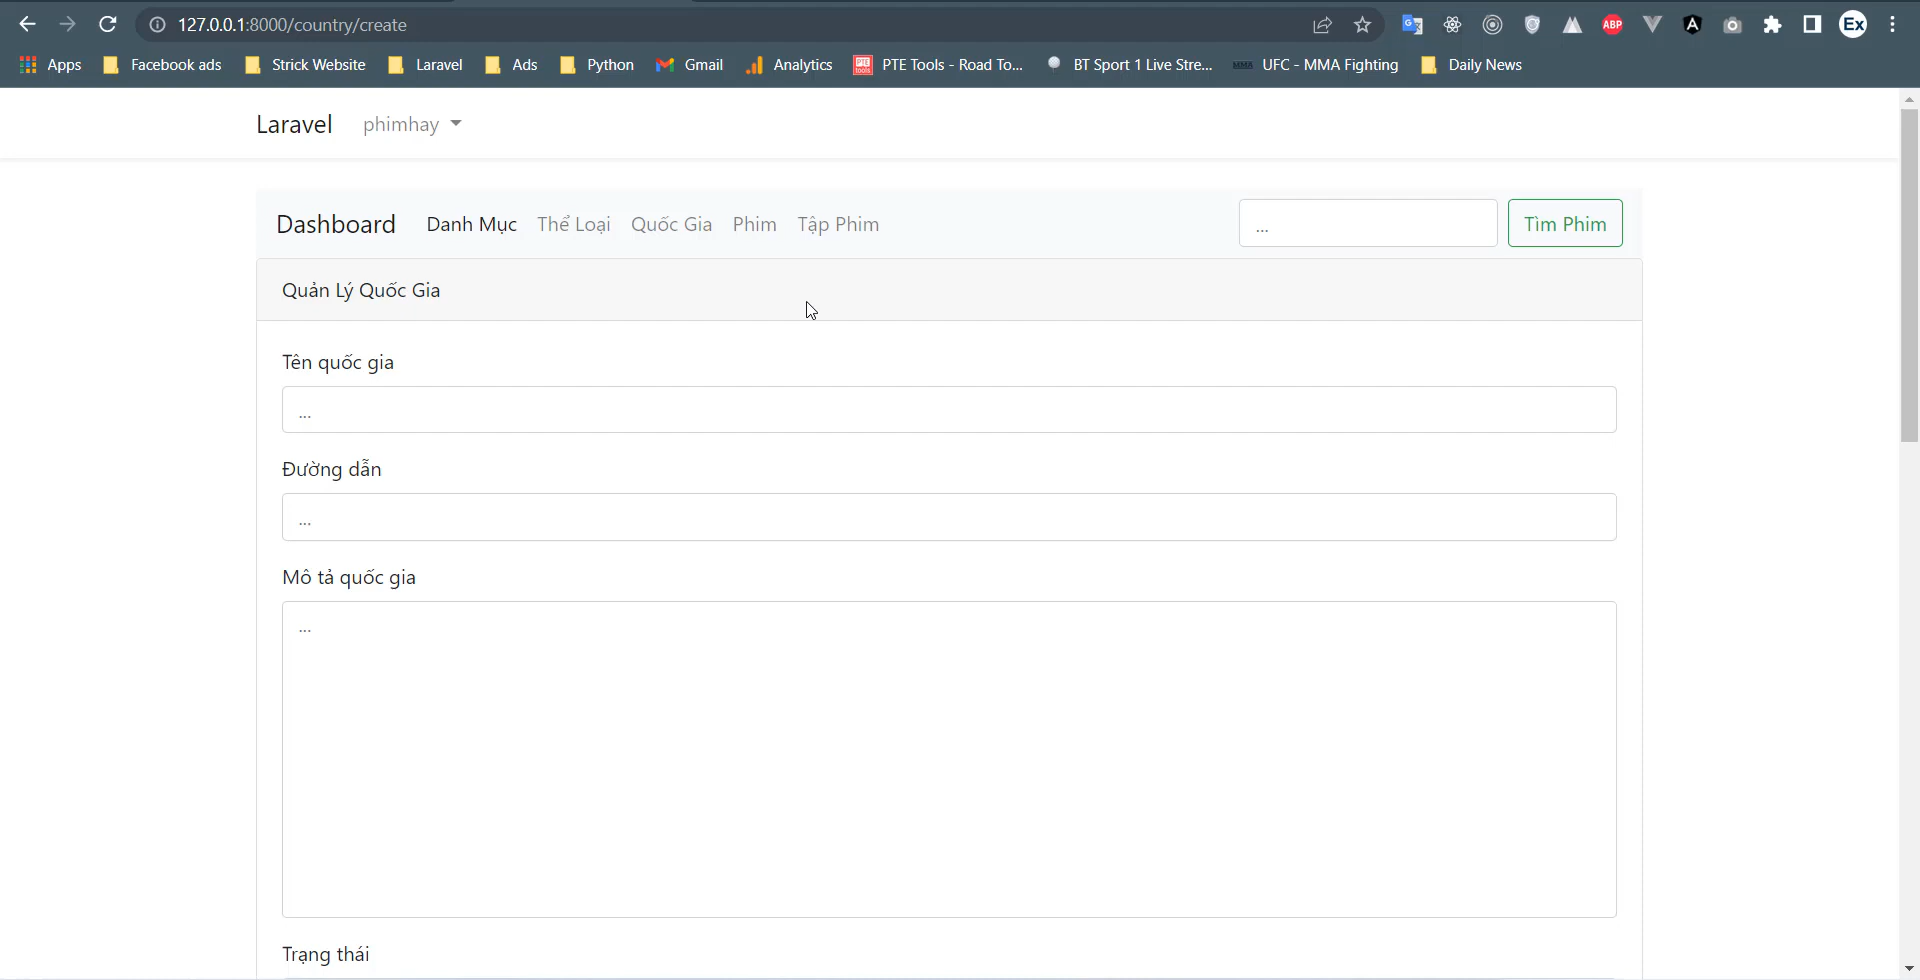 127.0.0.1:8000/country/create
ABP
Ex
Apps Facebook ads Strick Website Laravel Ads Python Gmail Analytics PTE Tools - Road To... BT Sport 1 Live Stre... UFC - MMA Fighting Daily News
Laravel phimhay
Dashboard Danh Mục Thể Loại Quốc Gia Phim Tập Phim ... Tìm Phim
Quản Lý Quốc Gia
Tên quốc gia
...
Đường dẫn
...
Mô tả quốc gia
...
Trạng thái